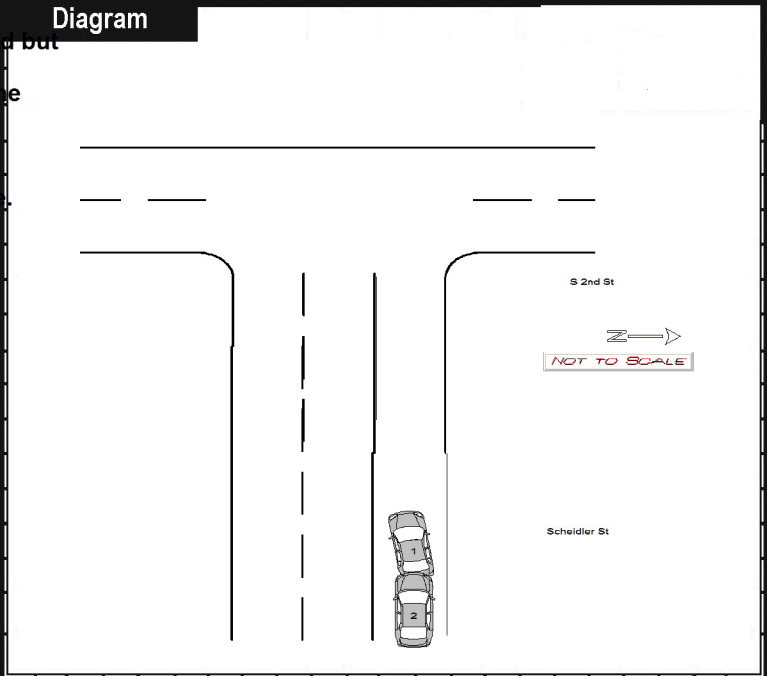 Diagram
d but
ne
e.
S 2nd St
N
NOT TO SCALE
Scheidler St
1
2